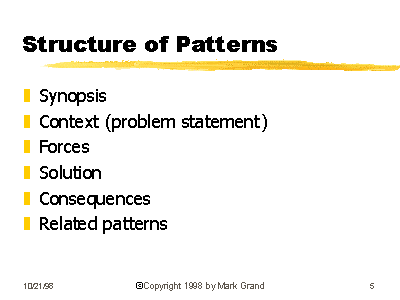 Structure of Patterns
Synopsis
Context (problem statement)
Forces
Solution
Consequences
Related patterns
10/21/98 ©Copyright 1998 by Mark Grand 5